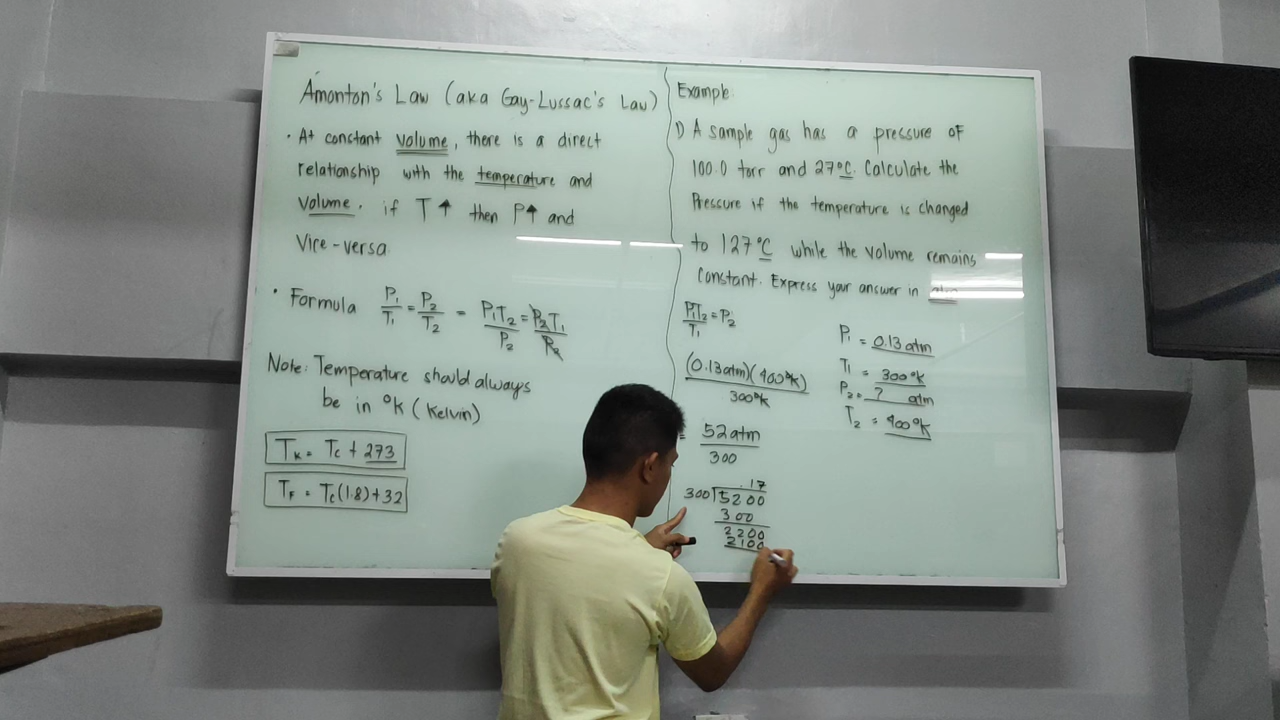 Amonton's Law (aka Gay-Lussac's Law)
• At constant volume, there is a direct
relationship with the temperature and
volume. if T↑ then P↑ and
Vice-versa
• Formula P₁/T₁ = P₂/T₂ = P₁T₂/P₂ = P₂T₁/P₂
Note: Temperature should always
be in °K (Kelvin)
TK = Tc + 273
TF = Tc(1.8)+32
Example:
1) A sample gas has a pressure of
100.0 torr and 27°C. Calculate the
Pressure if the temperature is changed
to 127°C while the volume remains
Constant. Express your answer in
P₁T₂/T₁ = P₂
(0.13atm)(400°k)
300°k
= 52 atm
300
.17
300 5200
300
2200
2100
P₁ = 0.13 atm
T₁ = 300°k
P₂ = ? atm
T₂ = 400°k